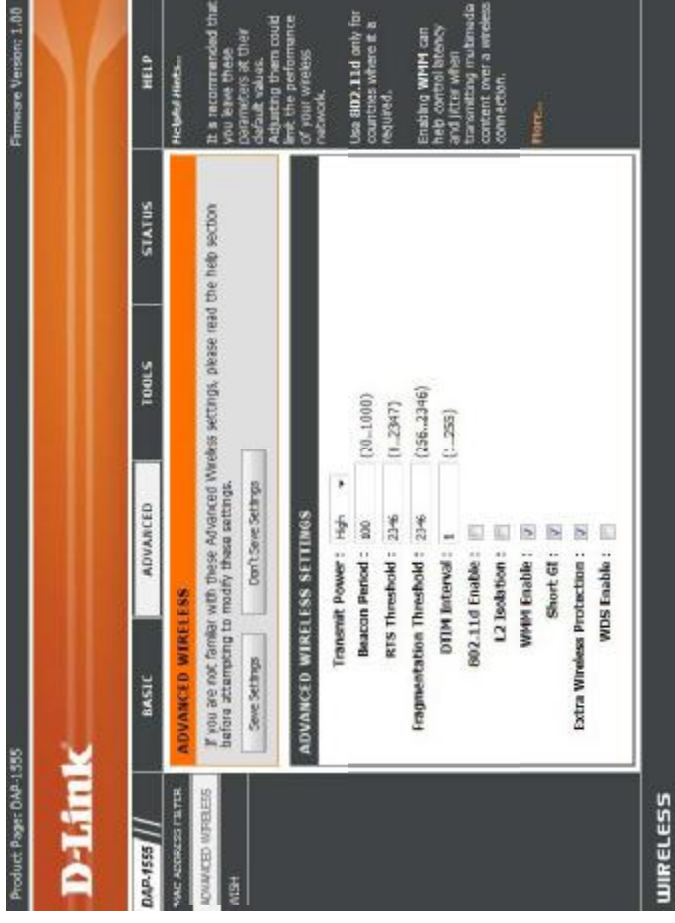 Product Page: DAP-1555
Firmware Version: 1.00
D-Link
DAP-1555
BASIC
ADVANCED
TOOLS
STATUS
HELP
MAC ADDRESS FILTER
ADVANCED WIRELESS
WISH
ADVANCED WIRELESS
If you are not familiar with these Advanced Wireless settings, please read the help section
before attempting to modify these settings.
Save Settings
Don't Save Settings
ADVANCED WIRELESS SETTINGS
Transmit Power : High
Beacon Period : 100 (20..1000)
RTS Threshold : 2346 (1..2347)
Fragmentation Threshold : 2346 (256..2346)
DTIM Interval : 1 (1..255)
802.11d Enable :
L2 Isolation :
WMM Enable :
Short GI :
Extra Wireless Protection :
WDS Enable :
Helpful Hints...
It is recommended that
you leave these
parameters at their
default values.
Adjusting them could
limit the performance
of your wireless
network.
Use 802.11d only for
countries where it a
required.
Enabling WMM can
help control latency
and jitter when
transmitting multimedia
content over a wireless
connection.
More...
WIRELESS